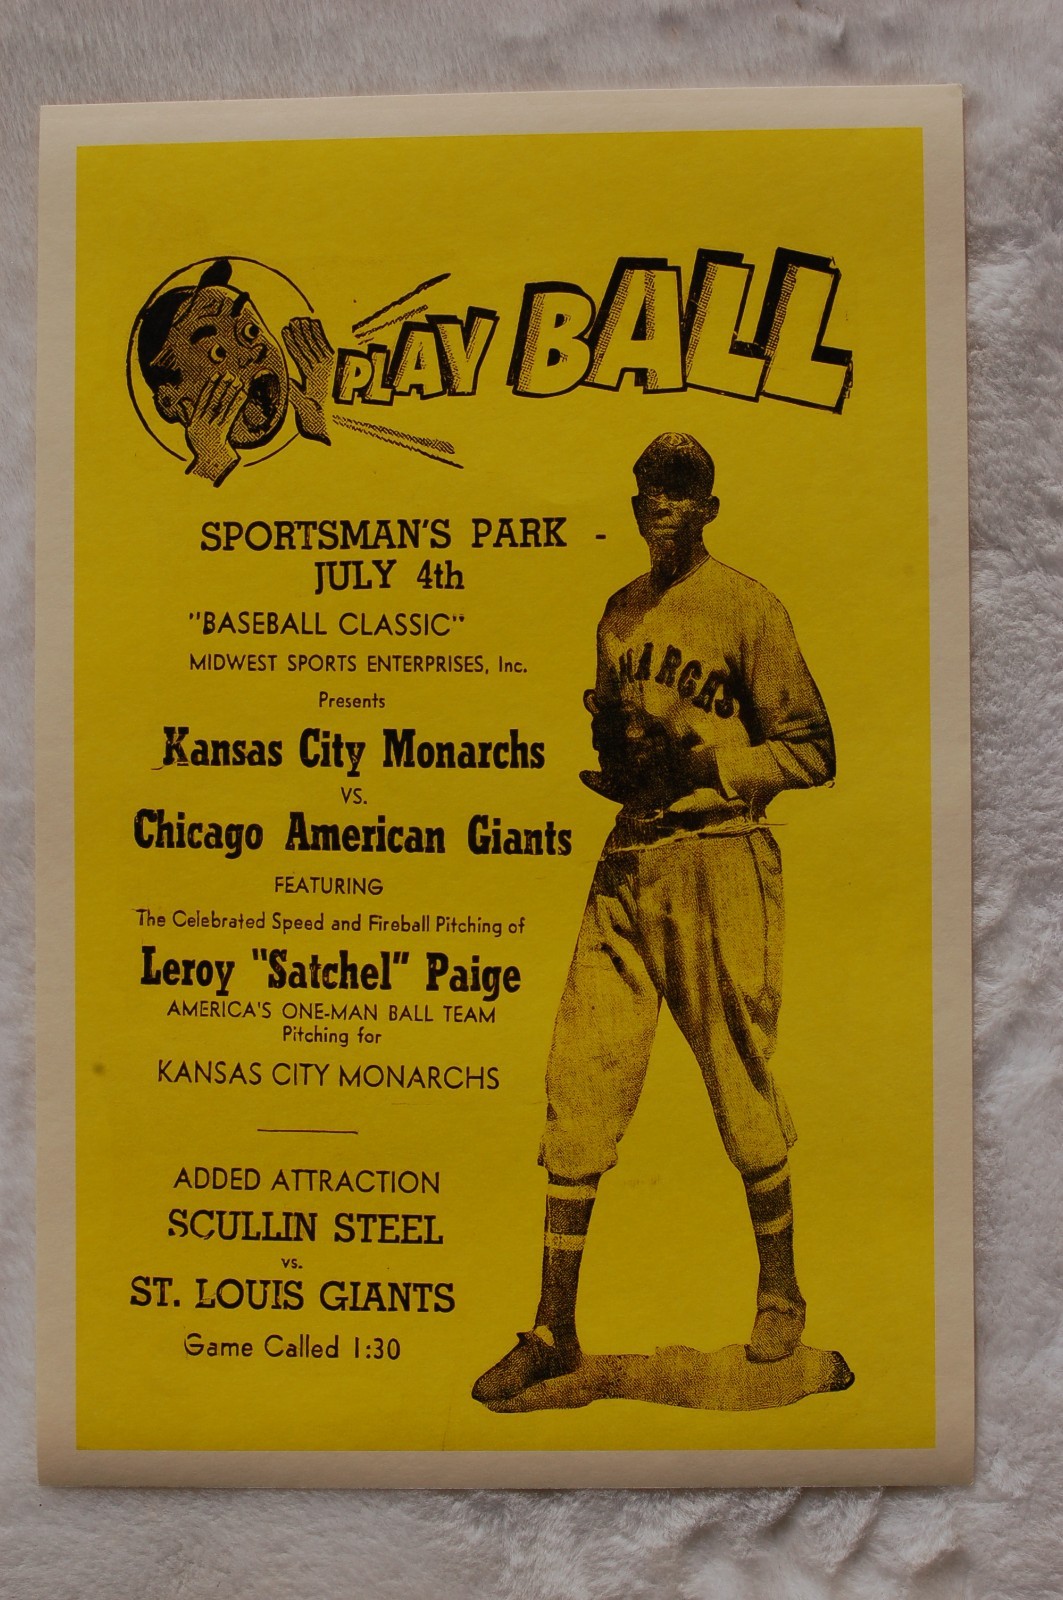 PLAY BALL
SPORTSMAN'S PARK -
JULY 4th
"BASEBALL CLASSIC"
MIDWEST SPORTS ENTERPRISES, Inc.
Presents
Kansas City Monarchs
VS.
Chicago American Giants
FEATURING
The Celebrated Speed and Fireball Pitching of
Leroy "Satchel" Paige
AMERICA'S ONE-MAN BALL TEAM
Pitching for
KANSAS CITY MONARCHS
ADDED ATTRACTION
SCULLIN STEEL
vs.
ST. LOUIS GIANTS
Game Called 1:30